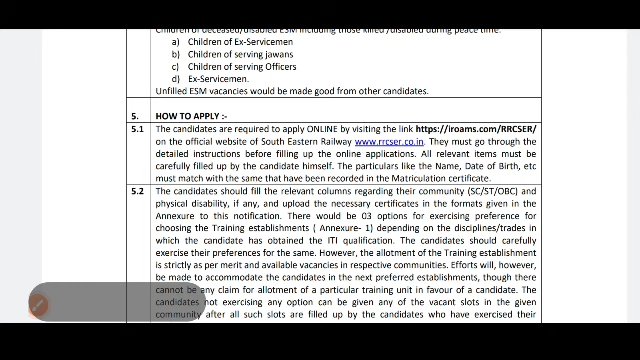 Children of deceased/disabled ESM including those killed/disabled during peace time.
a) Children of Ex-Servicemen
b) Children of serving jawans
c) Children of serving Officers
d) Ex-Servicemen.
Unfilled ESM vacancies would be made good from other candidates.
5. HOW TO APPLY :-
5.1 The candidates are required to apply ONLINE by visiting the link https://iroams.com/RRCSER/
on the official website of South Eastern Railway www.rrcser.co.in. They must go through the
detailed instructions before filling up the online applications. All relevant items must be
carefully filled up by the candidate himself. The particulars like the Name, Date of Birth, etc
must match with the same that have been recorded in the Matriculation certificate.
5.2 The candidates should fill the relevant columns regarding their community (SC/ST/OBC) and
physical disability, if any, and upload the necessary certificates in the formats given in the
Annexure to this notification. There would be 03 options for exercising preference for
choosing the Training establishments ( Annexure- 1) depending on the disciplines/trades in
which the candidate has obtained the ITI qualification. The candidates should carefully
exercise their preferences for the same. However, the allotment of the Training establishment
is strictly as per merit and available vacancies in respective communities. Efforts will, however,
be made to accommodate the candidates in the next preferred establishments, though there
cannot be any claim for allotment of a particular training unit in favour of a candidate. The
candidates not exercising any option can be given any of the vacant slots in the given
community after all such slots are filled up by the candidates who have exercised their